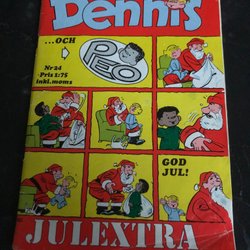 Dennis
...OCH
PEO
Nr 24
Pris 1:75
inkl.moms
GOD
JUL!
JULEXTRA